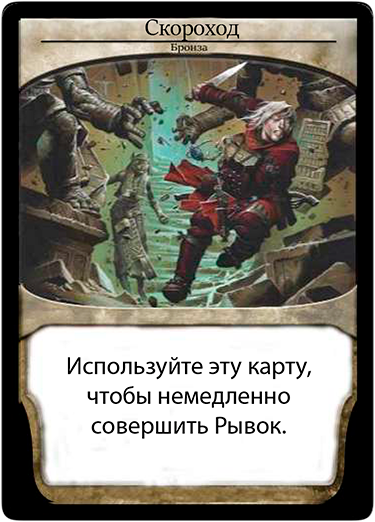 Скороход
Бронза
Используйте эту карту,
чтобы немедленно
совершить Рывок.